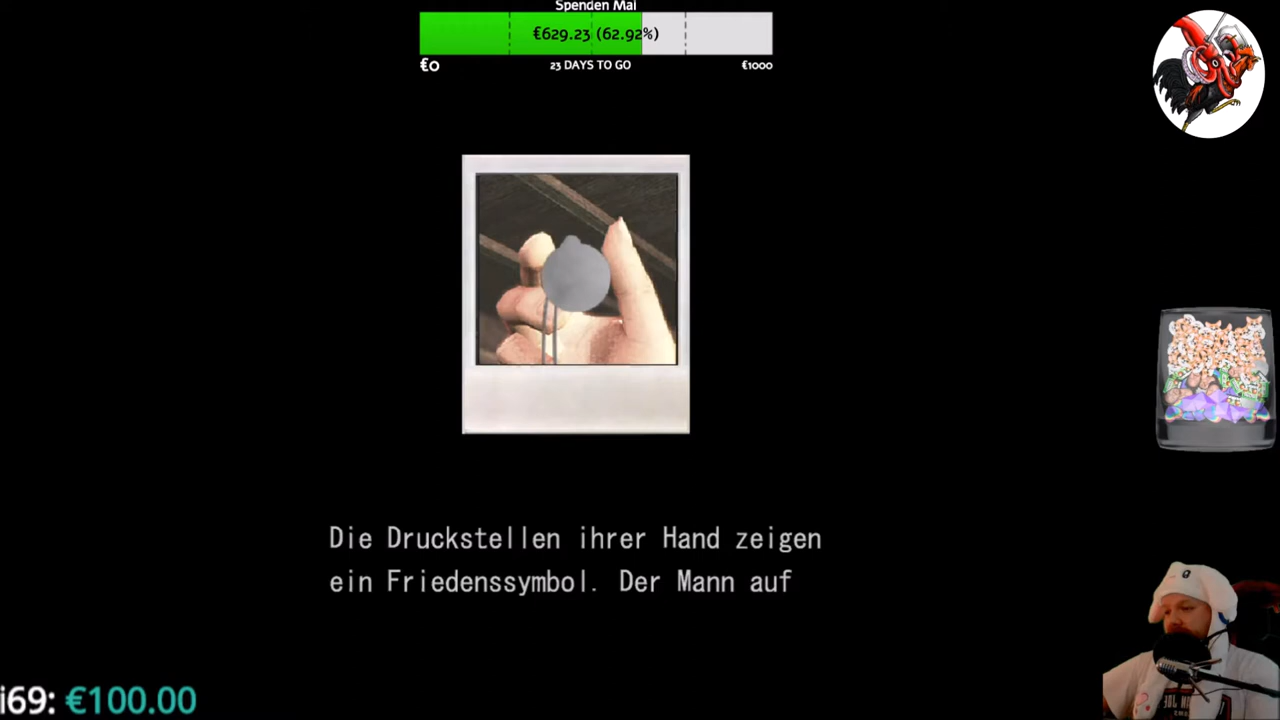 Spenden Mai
€629.23 (62.92%)
€0
23 DAYS TO GO
€1000
Die Druckstellen ihrer Hand zeigen
ein Friedenssymbol. Der Mann auf
i69: €100.00